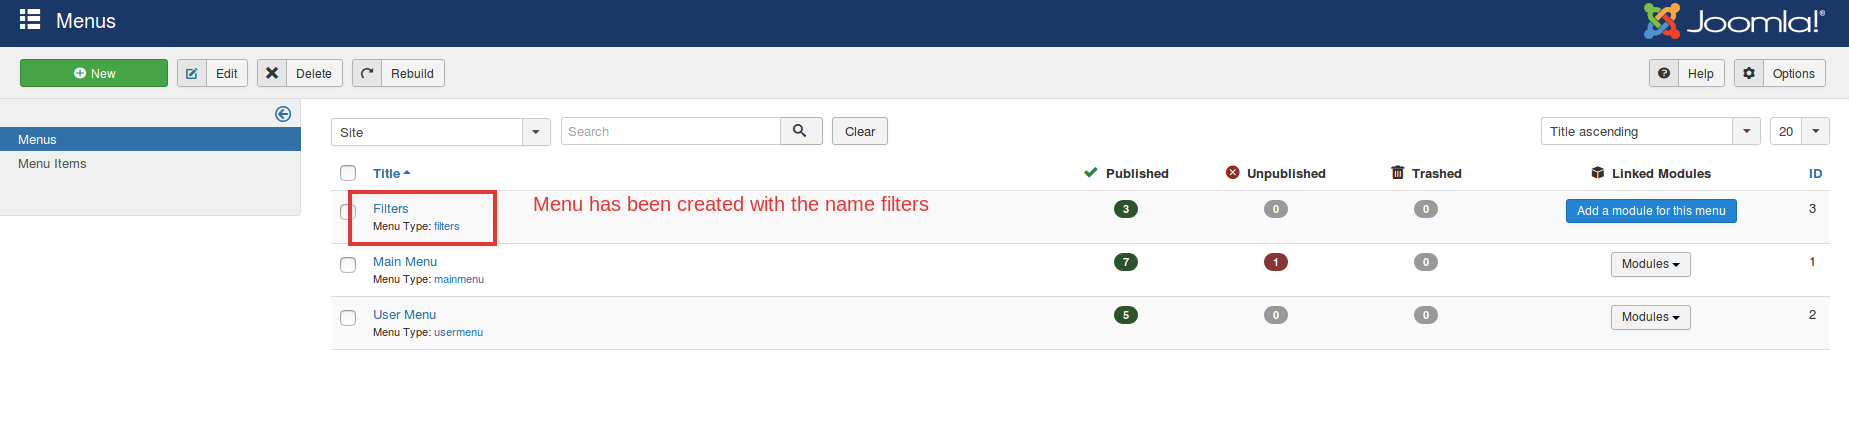 Menus
Joomla!®
New Edit Delete Rebuild Help Options
Menus
Menu Items
Site Search Clear Title ascending 20
Title Published Unpublished Trashed Linked Modules ID
Filters Menu has been created with the name filters 3 0 0 Add a module for this menu 3
Menu Type: filters
Main Menu 7 1 0 Modules 1
Menu Type: mainmenu
User Menu 5 0 0 Modules 2
Menu Type: usermenu